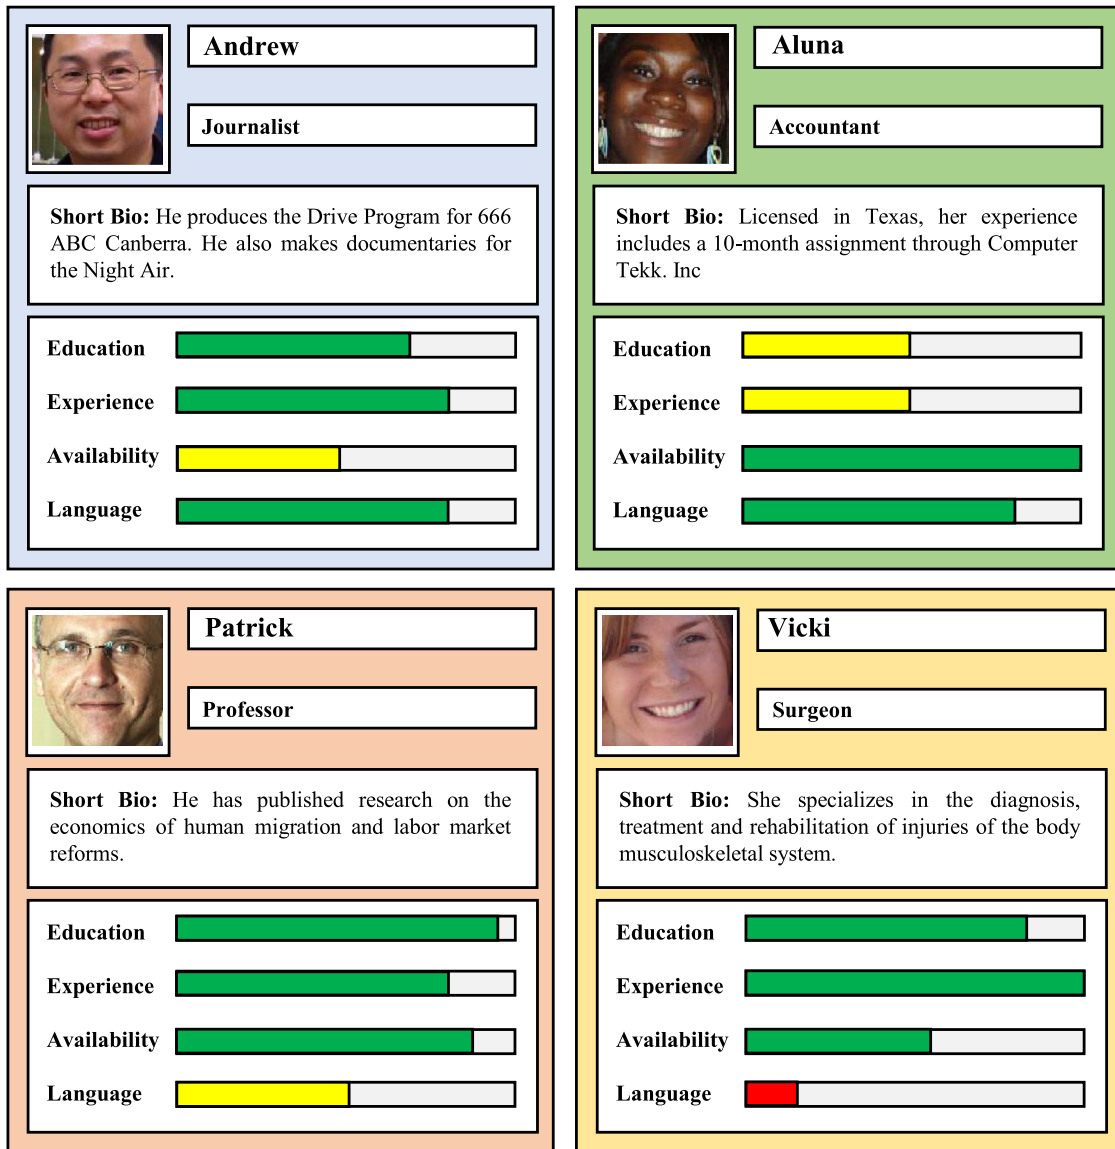 Andrew
Journalist
Short Bio: He produces the Drive Program for 666
ABC Canberra. He also makes documentaries for
the Night Air.
Education
Experience
Availability
Language
Aluna
Accountant
Short Bio: Licensed in Texas, her experience
includes a 10-month assignment through Computer
Tekk. Inc
Education
Experience
Availability
Language
Patrick
Professor
Short Bio: He has published research on the
economics of human migration and labor market
reforms.
Education
Experience
Availability
Language
Vicki
Surgeon
Short Bio: She specializes in the diagnosis,
treatment and rehabilitation of injuries of the body
musculoskeletal system.
Education
Experience
Availability
Language